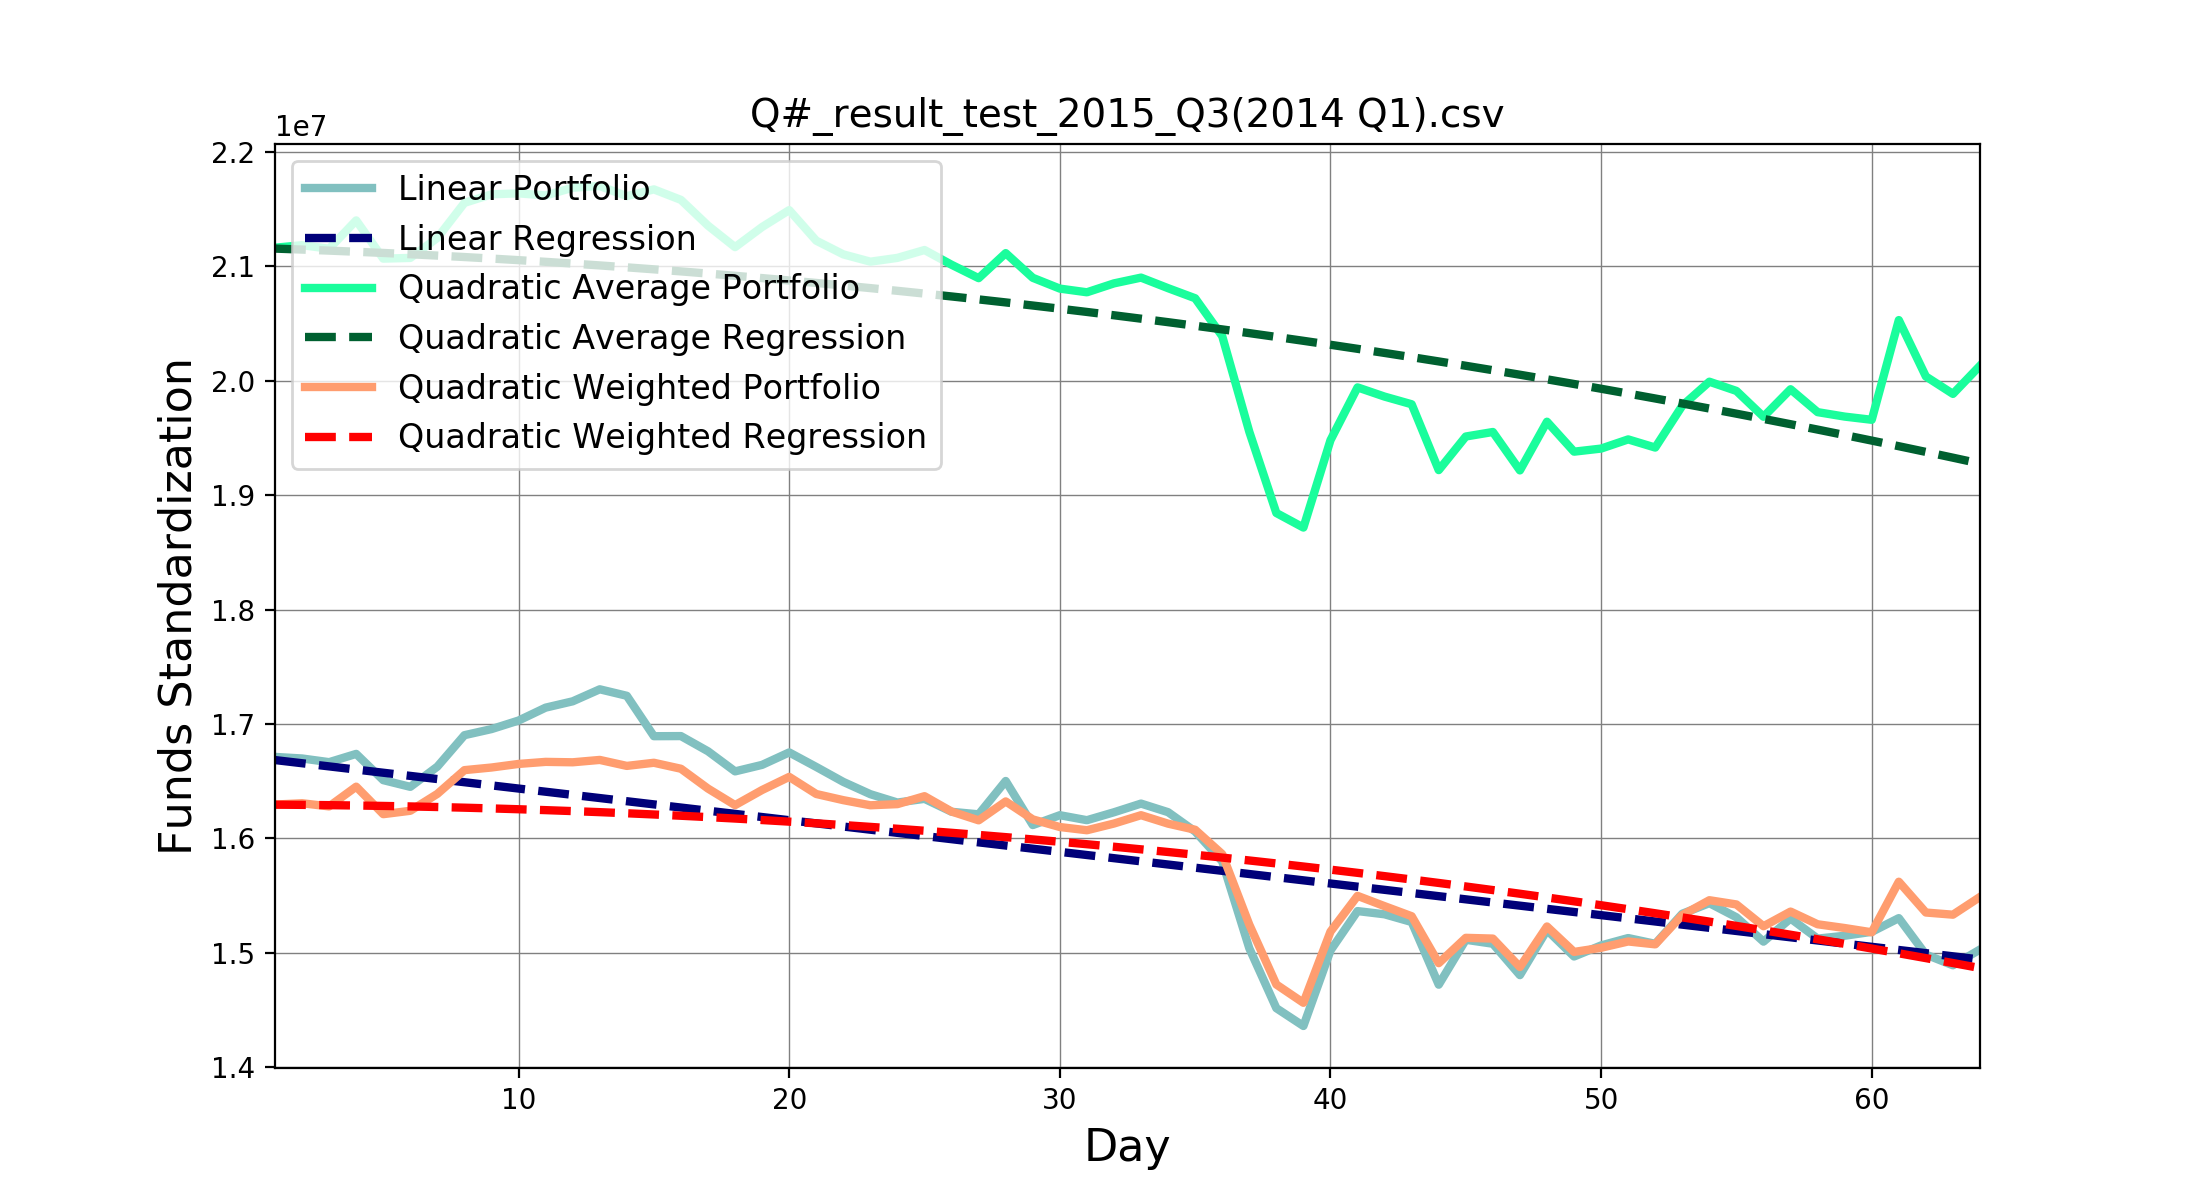 Q#_result_test_2015_Q3(2014 Q1).csv
1e7
2.2
2.1
2.0
1.9
1.8
1.7
1.6
1.5
1.4
Funds Standardization
Linear Portfolio
Linear Regression
Quadratic Average Portfolio
Quadratic Average Regression
Quadratic Weighted Portfolio
Quadratic Weighted Regression
10 20 30 40 50 60
Day